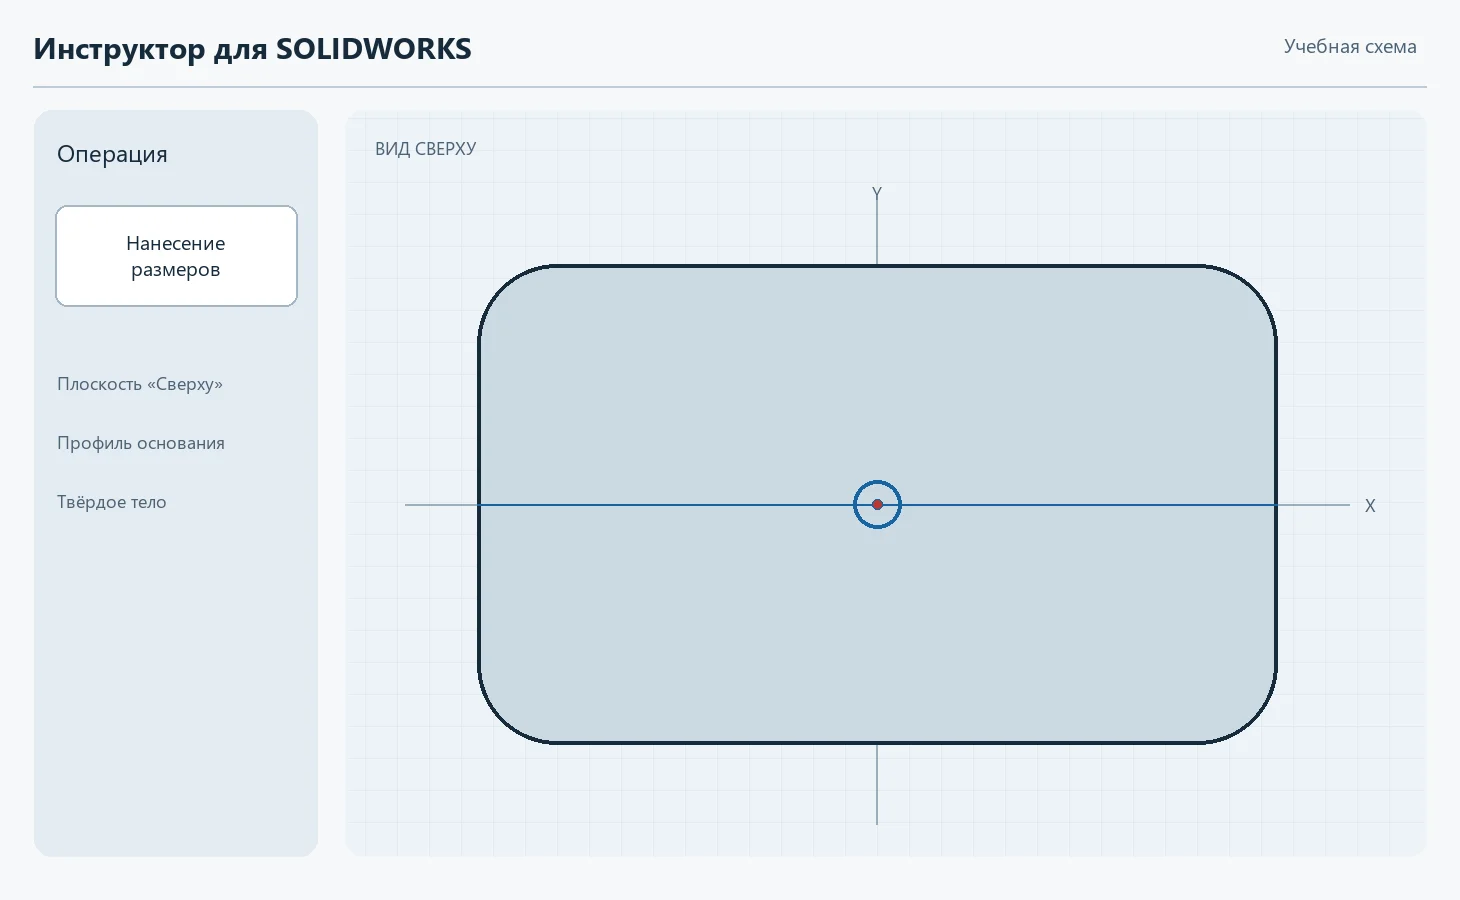 Инструктор для SOLIDWORKS
Учебная схема
Операция
Нанесение
размеров
Плоскость «Сверху»
Профиль основания
Твёрдое тело
ВИД СВЕРХУ
Y
X